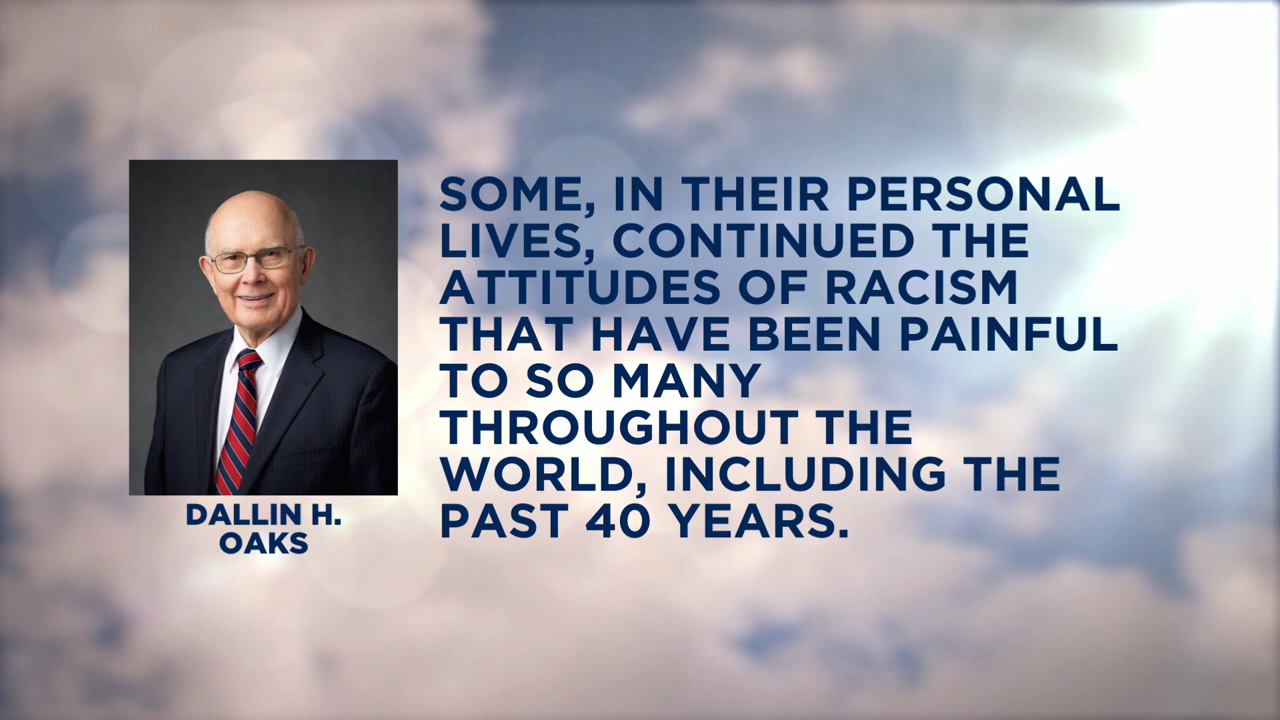 SOME, IN THEIR PERSONAL
LIVES, CONTINUED THE
ATTITUDES OF RACISM
THAT HAVE BEEN PAINFUL
TO SO MANY
THROUGHOUT THE
WORLD, INCLUDING THE
PAST 40 YEARS.
DALLIN H.
OAKS